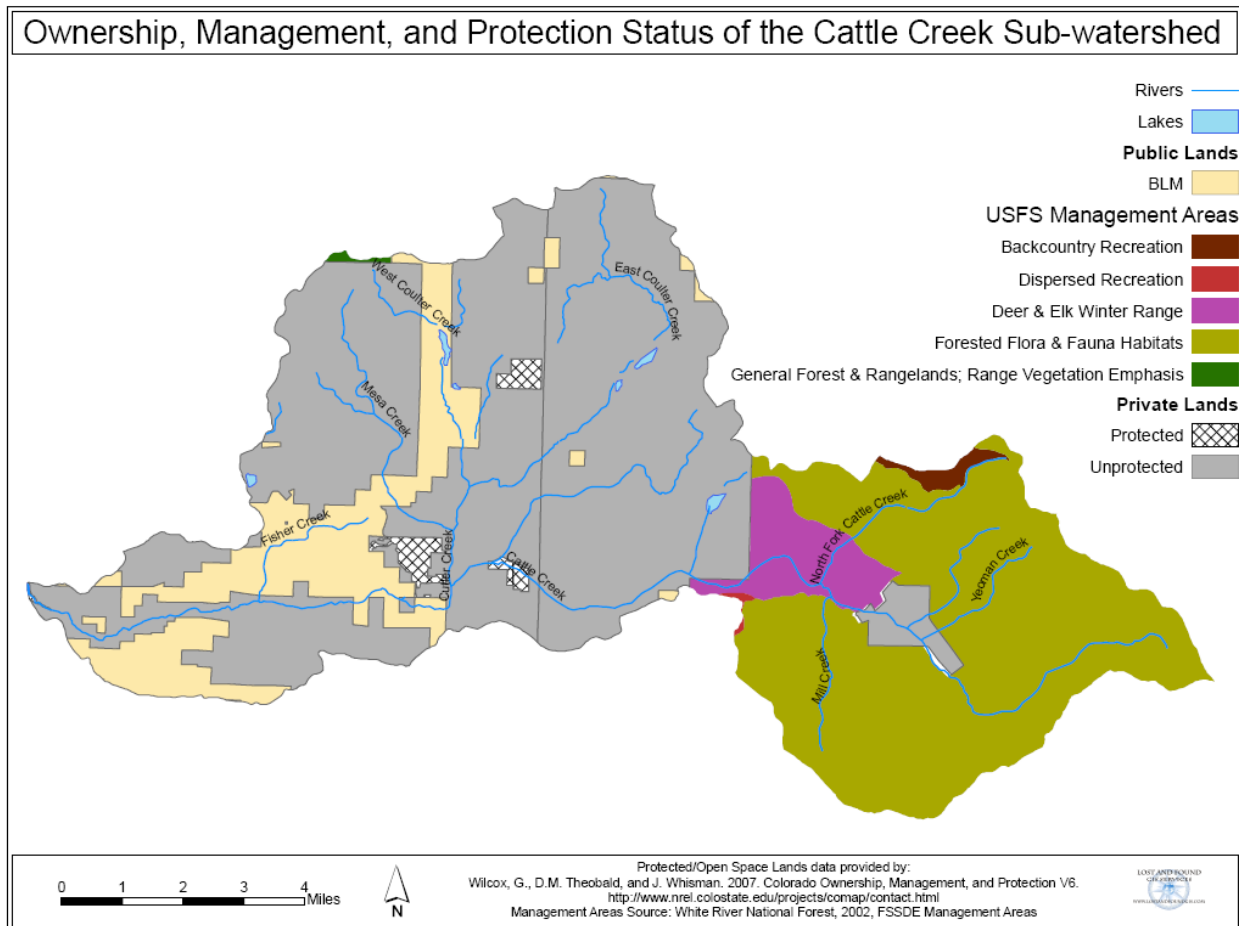 Ownership, Management, and Protection Status of the Cattle Creek Sub-watershed
Rivers
Lakes
Public Lands
BLM
USFS Management Areas
Backcountry Recreation
Dispersed Recreation
Deer & Elk Winter Range
Forested Flora & Fauna Habitats
General Forest & Rangelands; Range Vegetation Emphasis
Private Lands
Protected
Unprotected
West Coulter Creek
East Coulter Creek
Mesa Creek
Fisher Creek
Creek
Cattle Creek
North Fork Cattle Creek
Yeoman Creek
Mill Creek
0 1 2 3 4 Miles
N
Protected/Open Space Lands data provided by:
Wilcox, G., D.M. Theobald, and J. Whisman. 2007. Colorado Ownership, Management, and Protection V6.
http://www.nrel.colostate.edu/projects/comap/contact.html
Management Areas Source: White River National Forest, 2002, FSSDE Management Areas
LOST AND FOUND